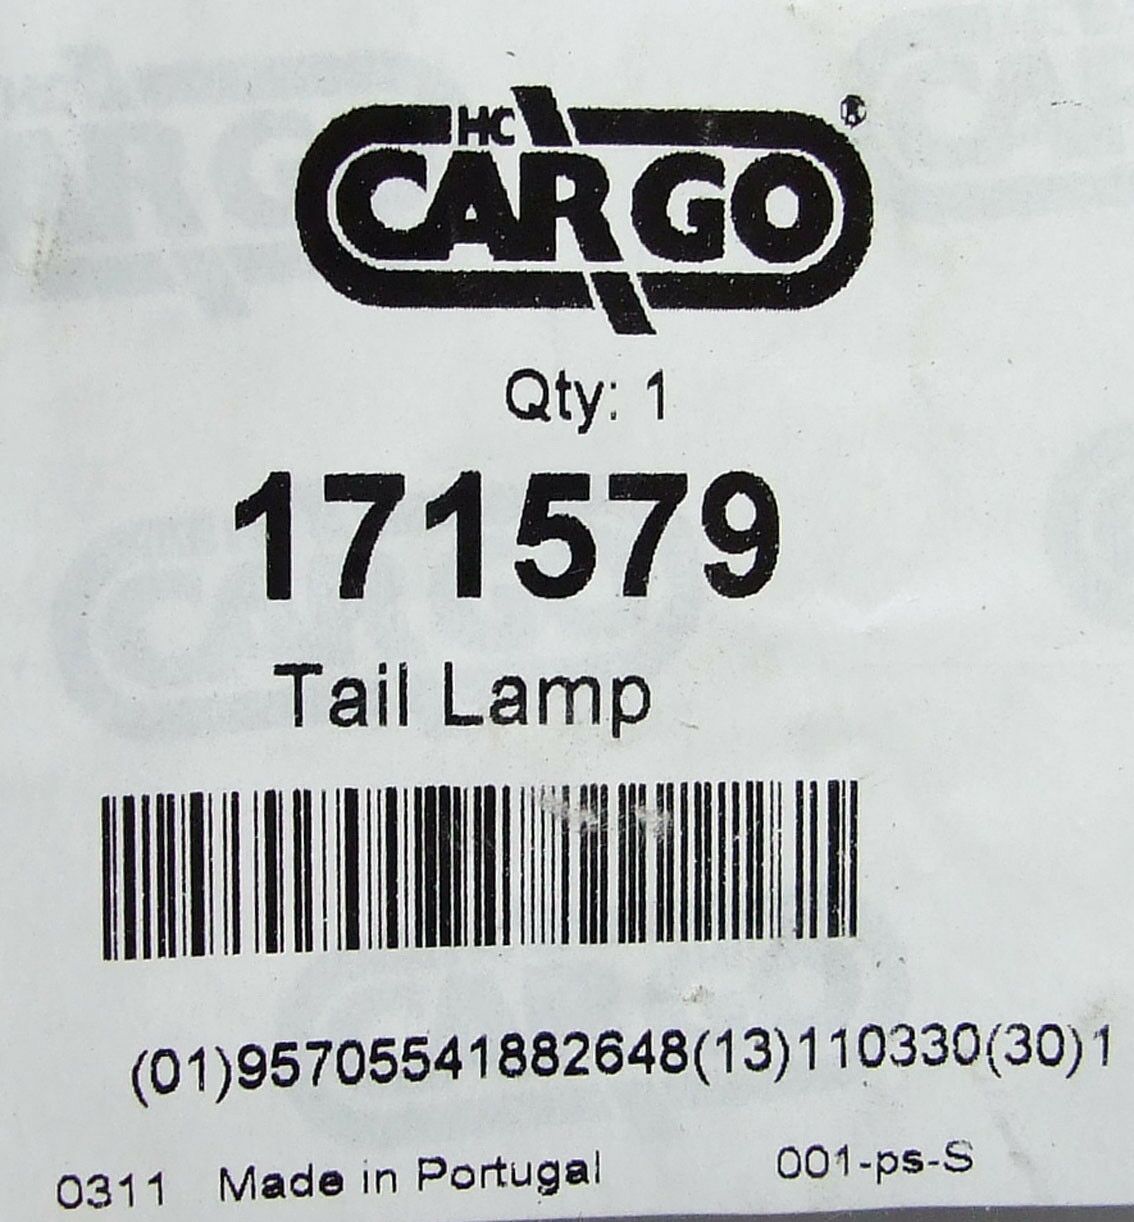 HC
CARGO®
Qty: 1
171579
Tail Lamp
(01)95705541882648(13)110330(30)1
0311 Made in Portugal 001-ps-S